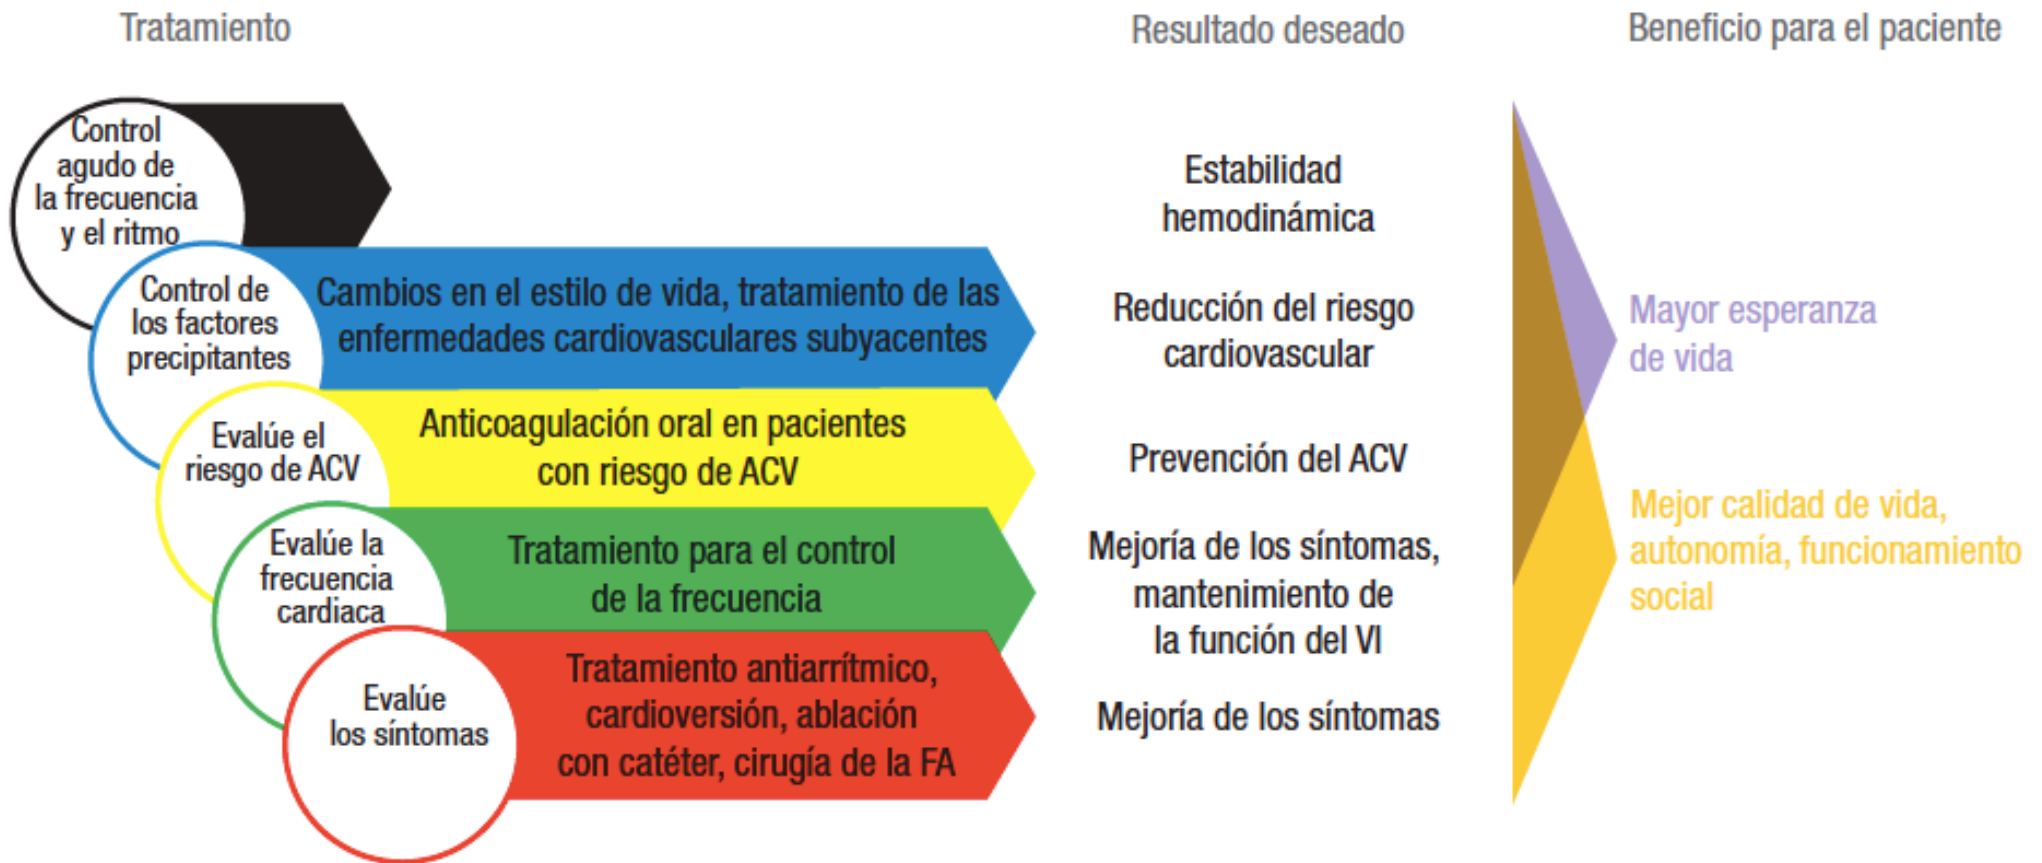 Tratamiento
Resultado deseado
Beneficio para el paciente
Control
agudo de
la frecuencia
y el ritmo
Estabilidad
hemodinámica
Control de
los factores
precipitantes
Cambios en el estilo de vida, tratamiento de las
enfermedades cardiovasculares subyacentes
Reducción del riesgo
cardiovascular
Evalúe el
riesgo de ACV
Anticoagulación oral en pacientes
con riesgo de ACV
Prevención del ACV
Evalúe la
frecuencia
cardiaca
Tratamiento para el control
de la frecuencia
Mejoría de los síntomas,
mantenimiento de
la función del VI
Evalúe
los síntomas
Tratamiento antiarrítmico,
cardioversión, ablación
con catéter, cirugía de la FA
Mejoría de los síntomas
Mayor esperanza
de vida
Mejor calidad de vida,
autonomía, funcionamiento
social